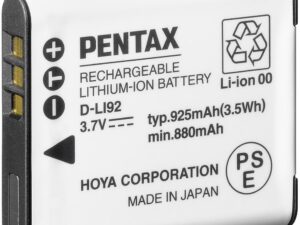 PENTAX
RECHARGEABLE
LITHIUM-ION BATTERY
Li-ion 00
D-LI92
3.7V⎓ typ.925mAh(3.5Wh)
min.880mAh
PS
E
HOYA CORPORATION
MADE IN JAPAN